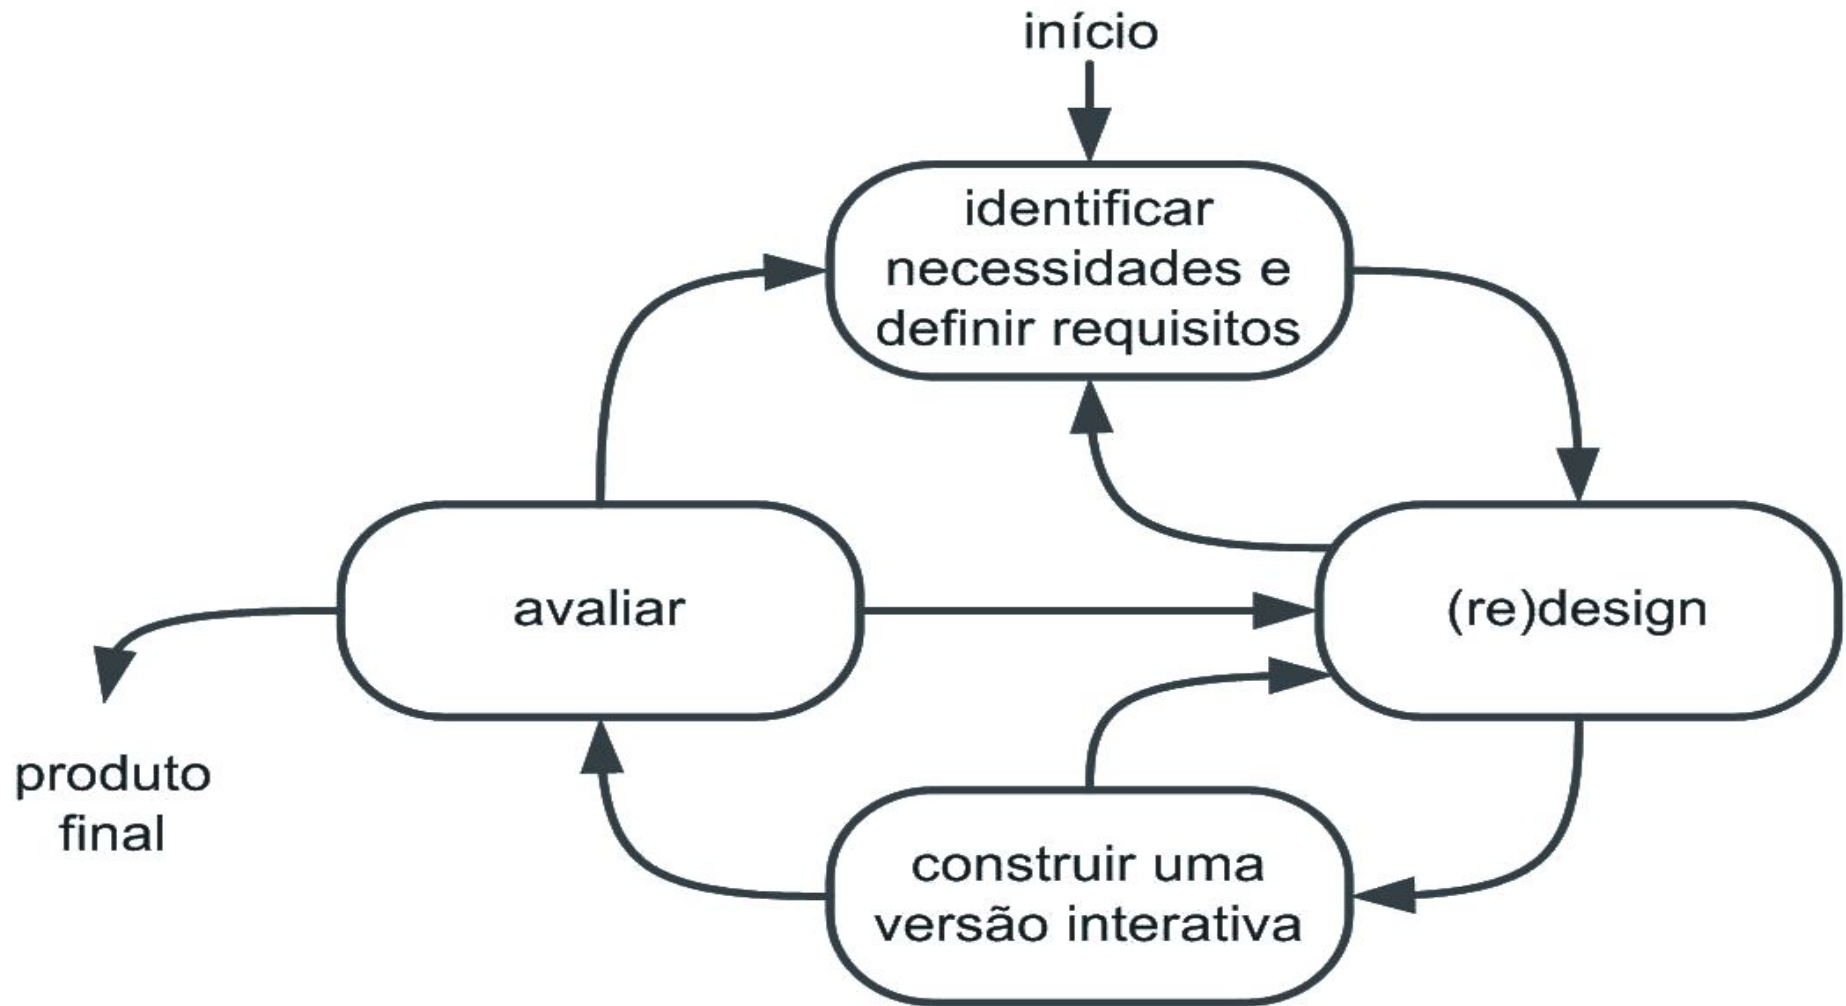 início
identificar
necessidades e
definir requisitos
avaliar
(re)design
produto
final
construir uma
versão interativa